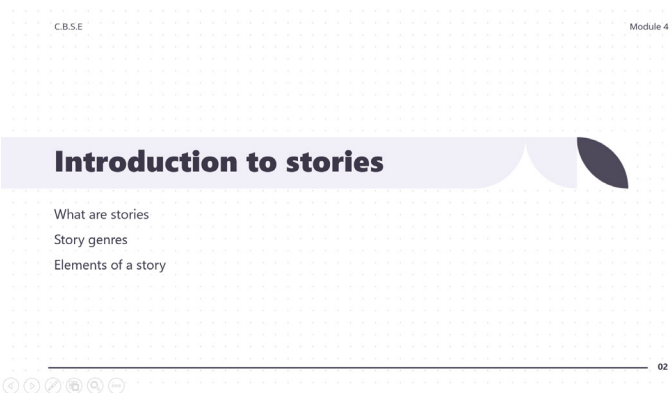 C.B.S.E
Module 4
Introduction to stories
What are stories
Story genres
Elements of a story
02